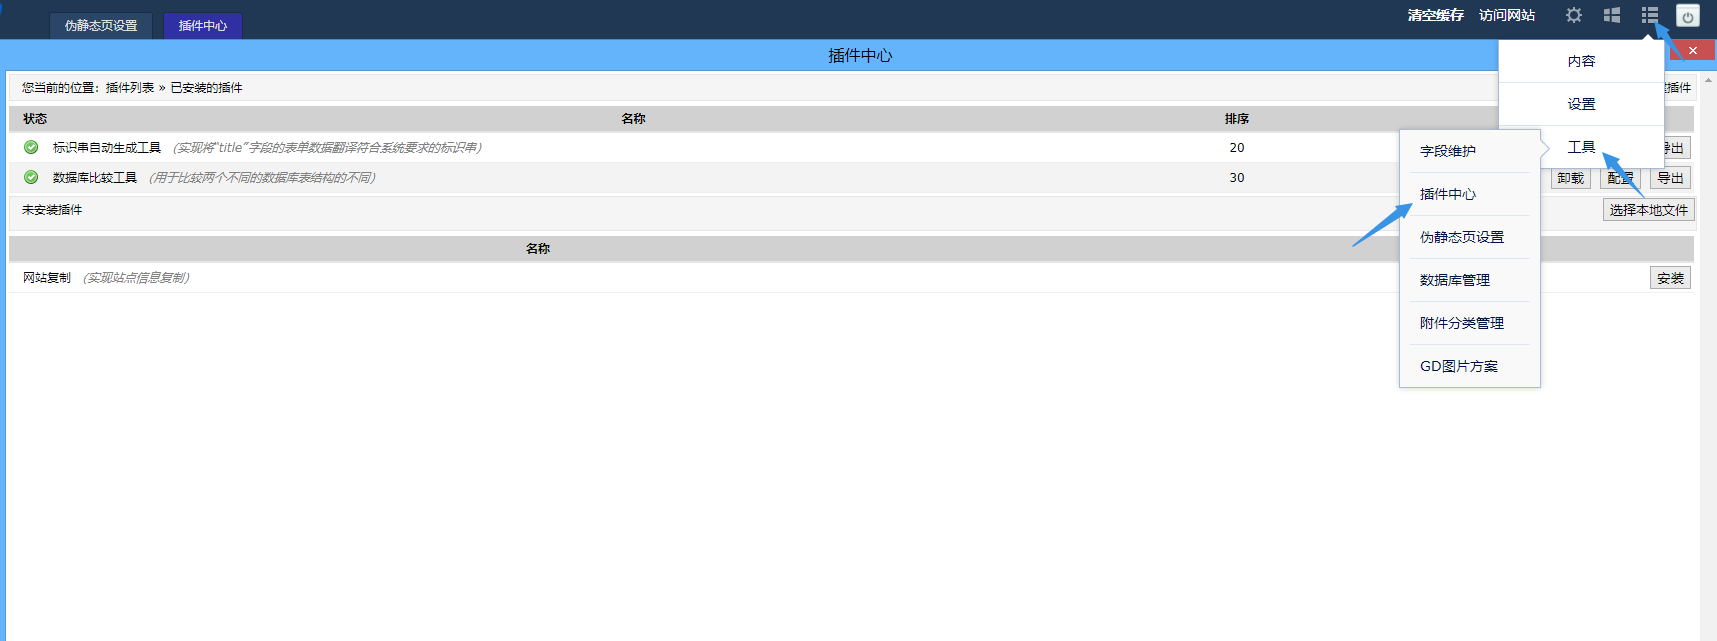 伪静态页设置 插件中心 清空缓存 访问网站
插件中心
内容
您当前的位置：插件列表 » 已安装的插件 插件
设置
状态 名称 排序
标识串自动生成工具 (实现将"title"字段的表单数据翻译符合系统要求的标识串) 20 工具 导出
字段维护
数据库比较工具 (用于比较两个不同的数据库表结构的不同) 30 卸载 配置 导出
插件中心
未安装插件 选择本地文件
伪静态页设置
名称
网站复制 (实现站点信息复制) 安装
数据库管理
附件分类管理
GD图片方案